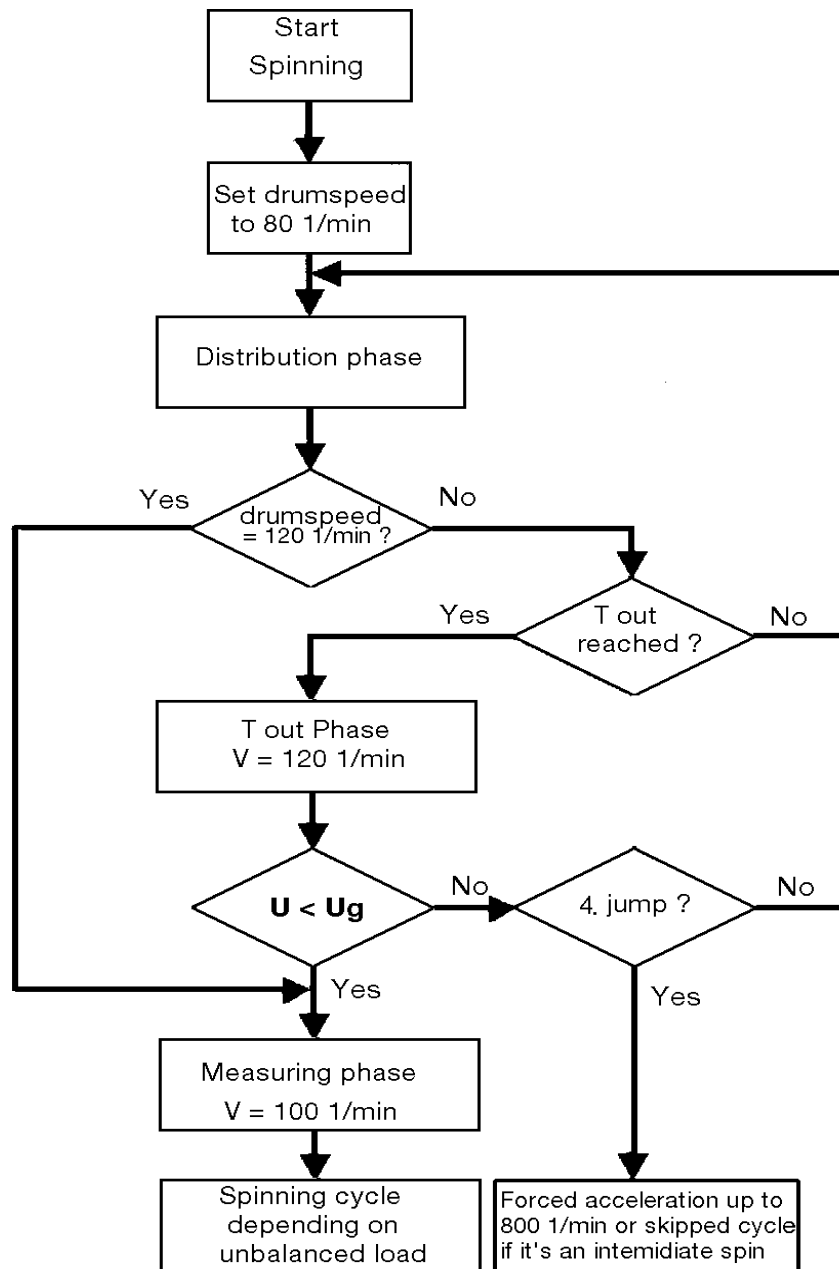 Start
Spinning
Set drumspeed
to 80 1/min
Distribution phase
Yes
No
drumspeed
= 120 1/min ?
Yes
T out
reached ?
No
T out Phase
V = 120 1/min
U < Ug
No
4. jump ?
No
Yes
Yes
Measuring phase
V = 100 1/min
Spinning cycle
depending on
unbalanced load
Forced acceleration up to
800 1/min or skipped cycle
if it's an intemidiate spin